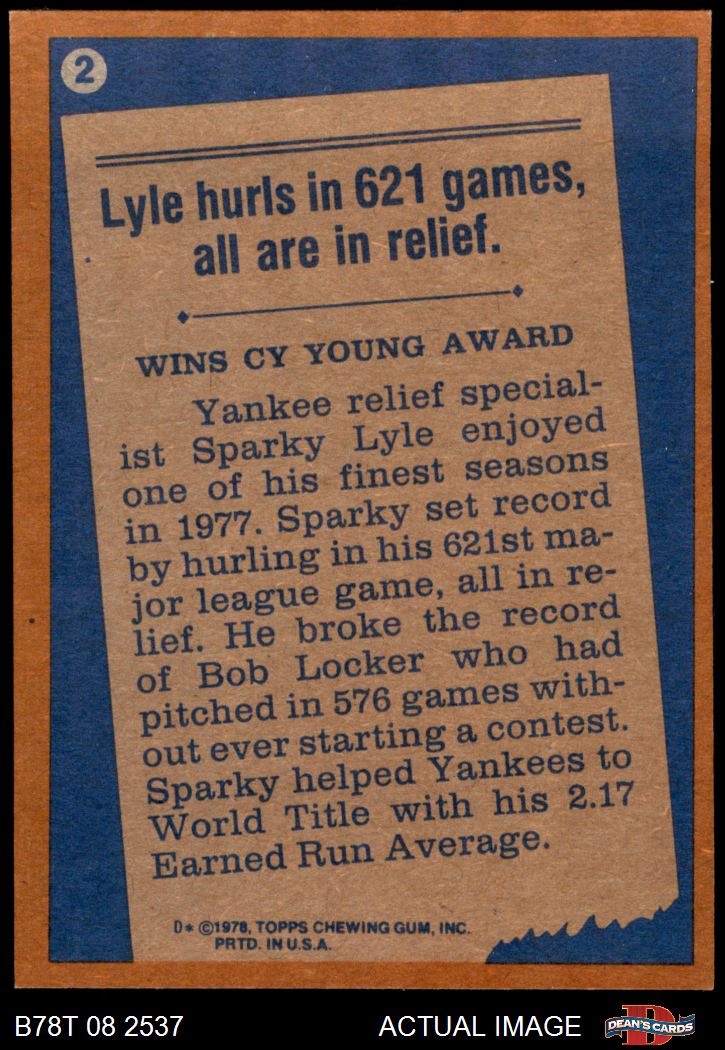 2
Lyle hurls in 621 games,
all are in relief.
WINS CY YOUNG AWARD
Yankee relief special-
ist Sparky Lyle enjoyed
one of his finest seasons
in 1977. Sparky set record
by hurling in his 621st ma-
jor league game, all in re-
lief. He broke the record
of Bob Locker who had
pitched in 576 games with-
out ever starting a contest.
Sparky helped Yankees to
World Title with his 2.17
Earned Run Average.
D* ©1978, TOPPS CHEWING GUM, INC.
PRTD. IN U.S.A.
B78T 08 2537 ACTUAL IMAGE
DEAN'S CARDS